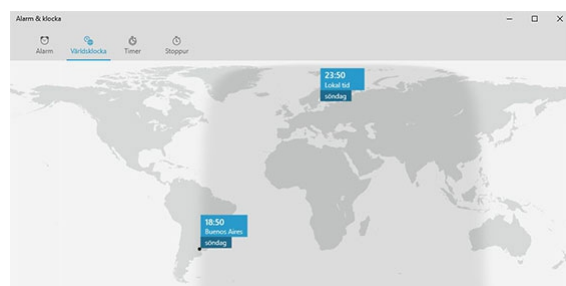 Alarm & klocka
Alarm
Världsklocka
Timer
Stoppur
23:50
Lokal tid
söndag
18:50
Buenos Aires
söndag